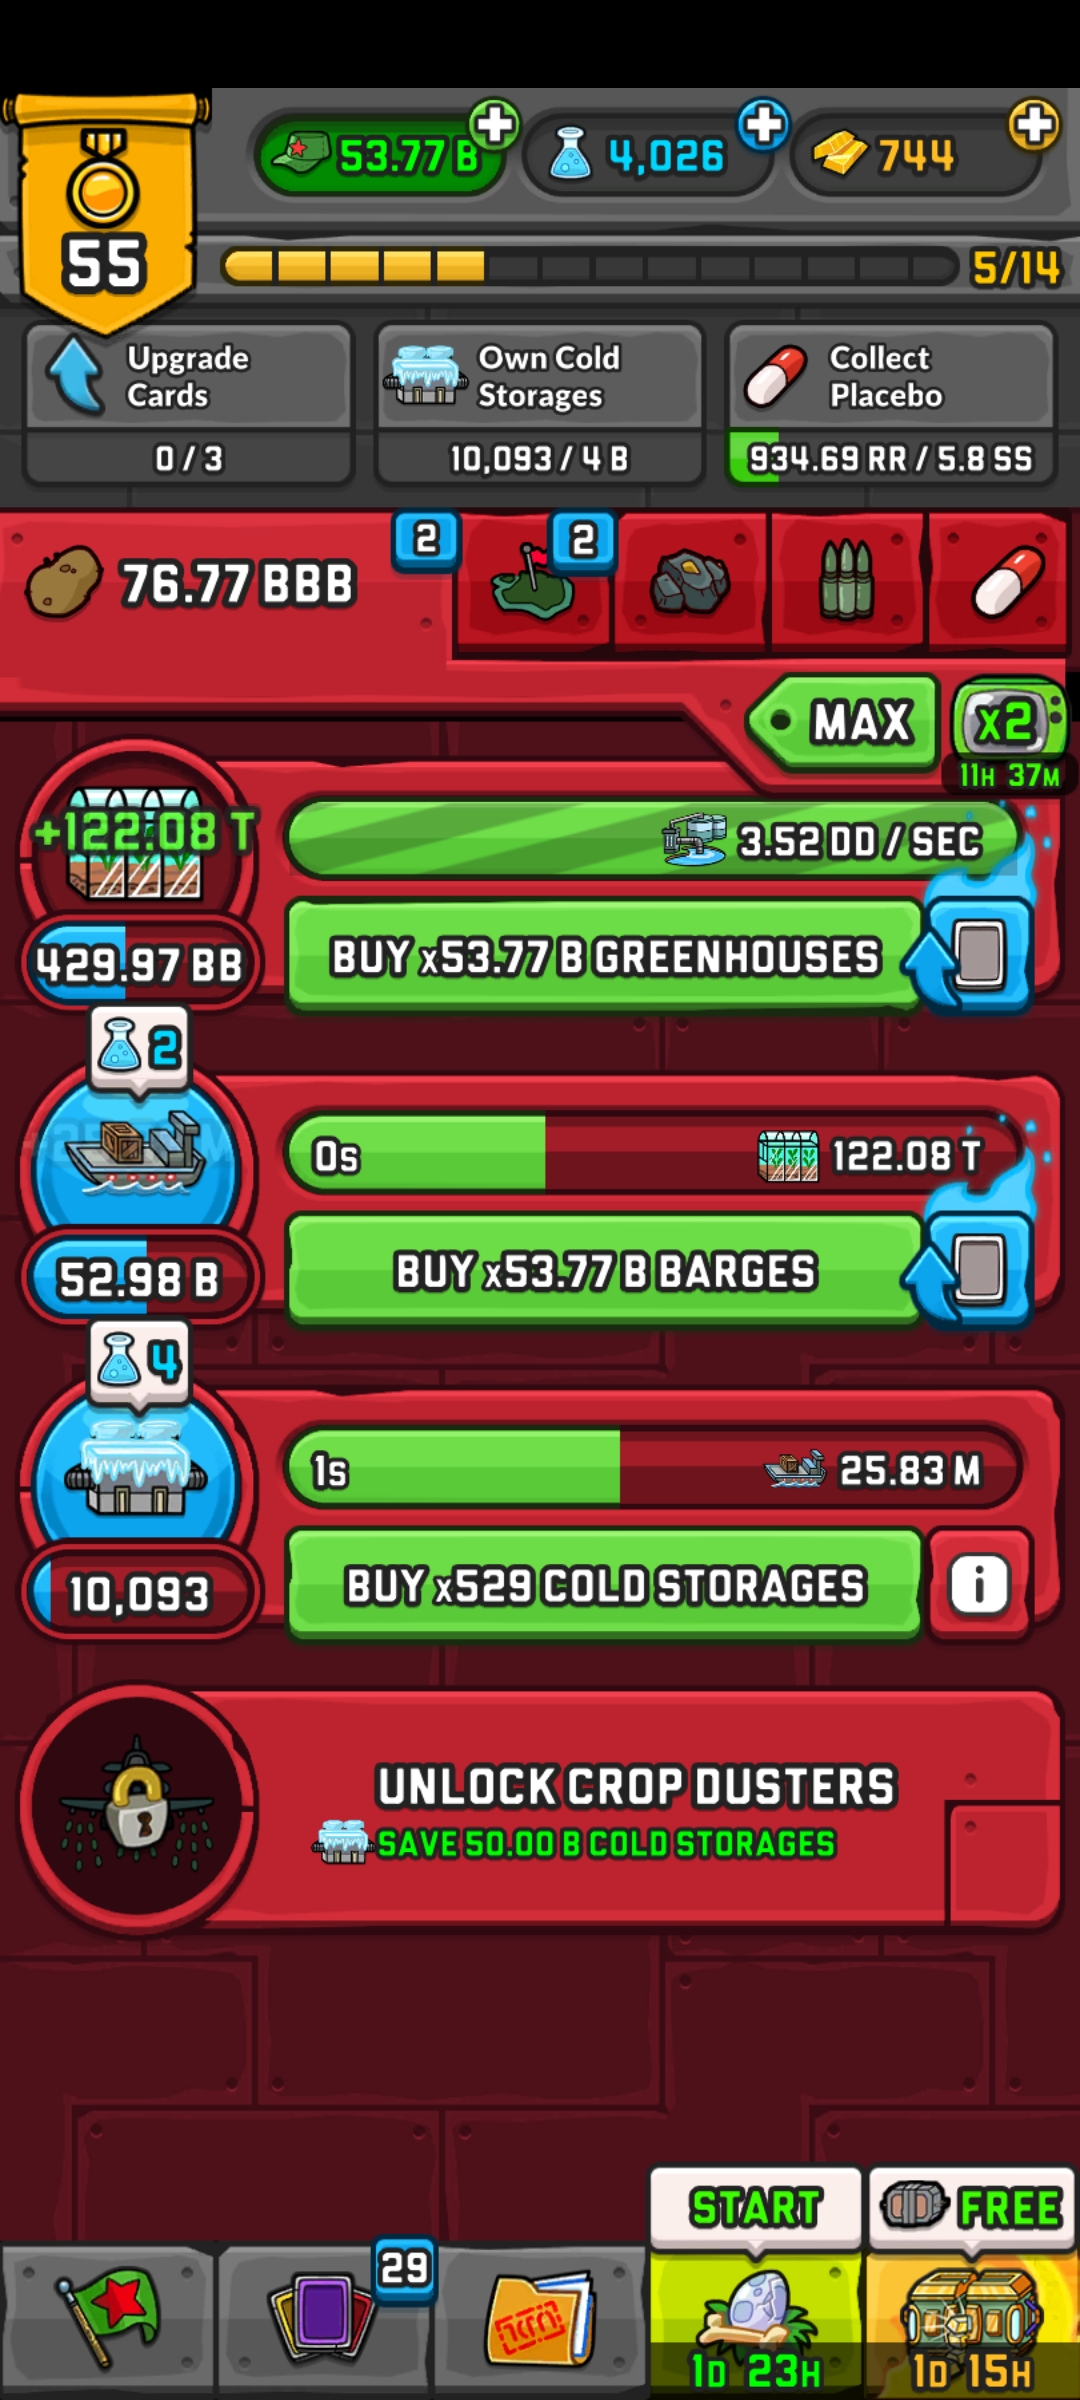 53.77 B
4,026
744
55
5/14
Upgrade
Cards
0 / 3
Own Cold
Storages
10,093 / 4 B
Collect
Placebo
934.69 RR / 5.8 SS
76.77 BBB
2
2
MAX
x2
11H 37M
+122.08 T
3.52 DD / SEC
429.97 BB
BUY x53.77 B GREENHOUSES
2
0s
122.08 T
52.98 B
BUY x53.77 B BARGES
4
1s
25.83 M
10,093
BUY x529 COLD STORAGES
i
UNLOCK CROP DUSTERS
SAVE 50.00 B COLD STORAGES
29
START
1D 23H
FREE
1D 15H